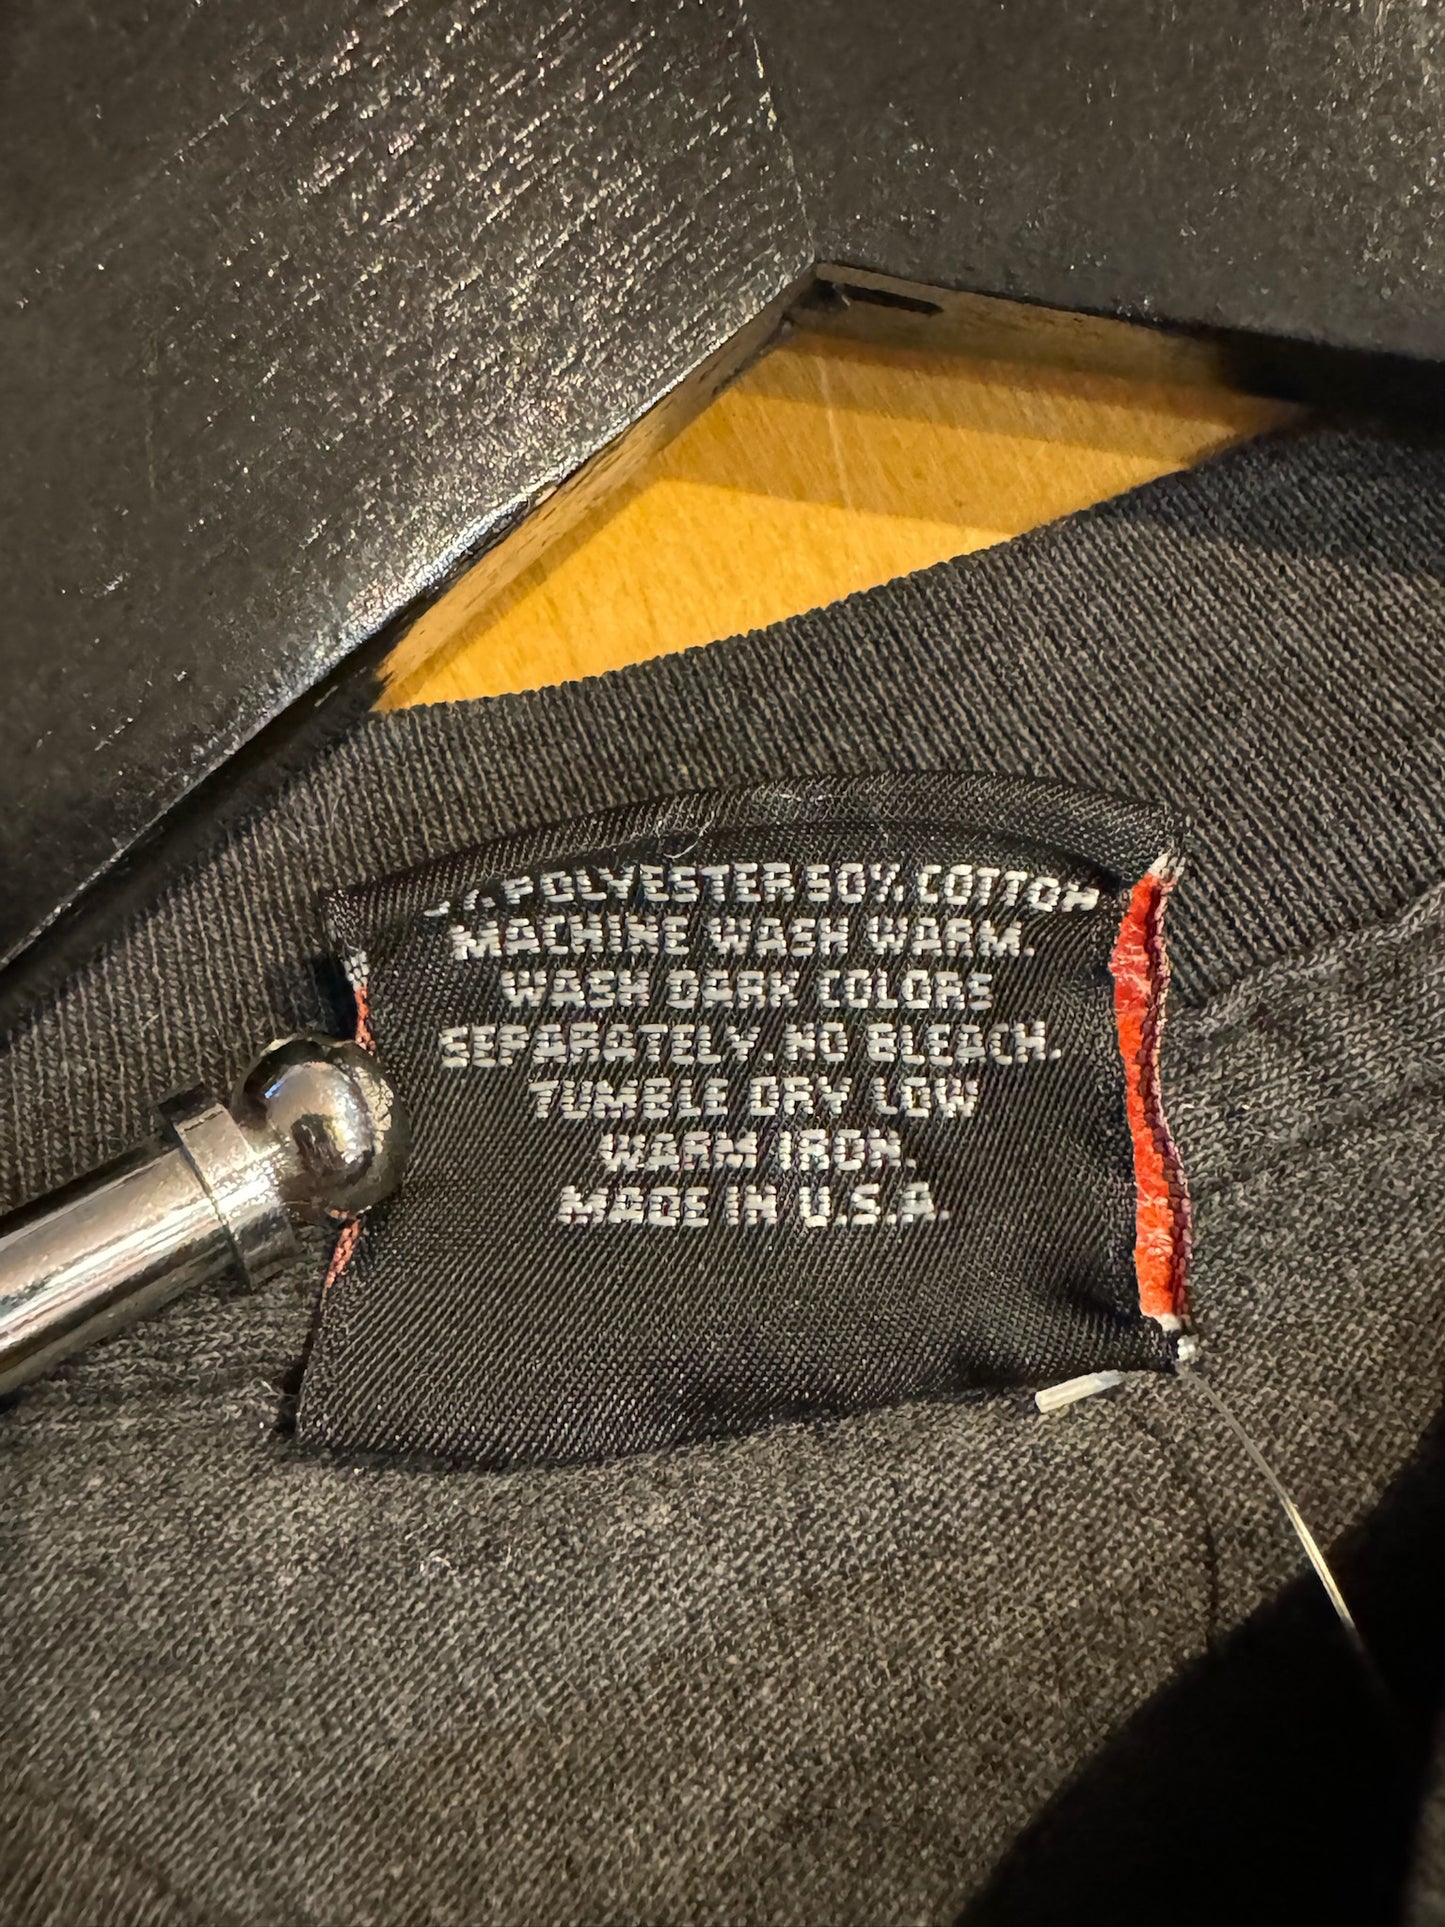 % POLYESTER 50% COTTON
MACHINE WASH WARM.
WASH DARK COLORS
SEPARATELY. NO BLEACH.
TUMBLE DRY LOW
WARM IRON.
MADE IN U.S.A.